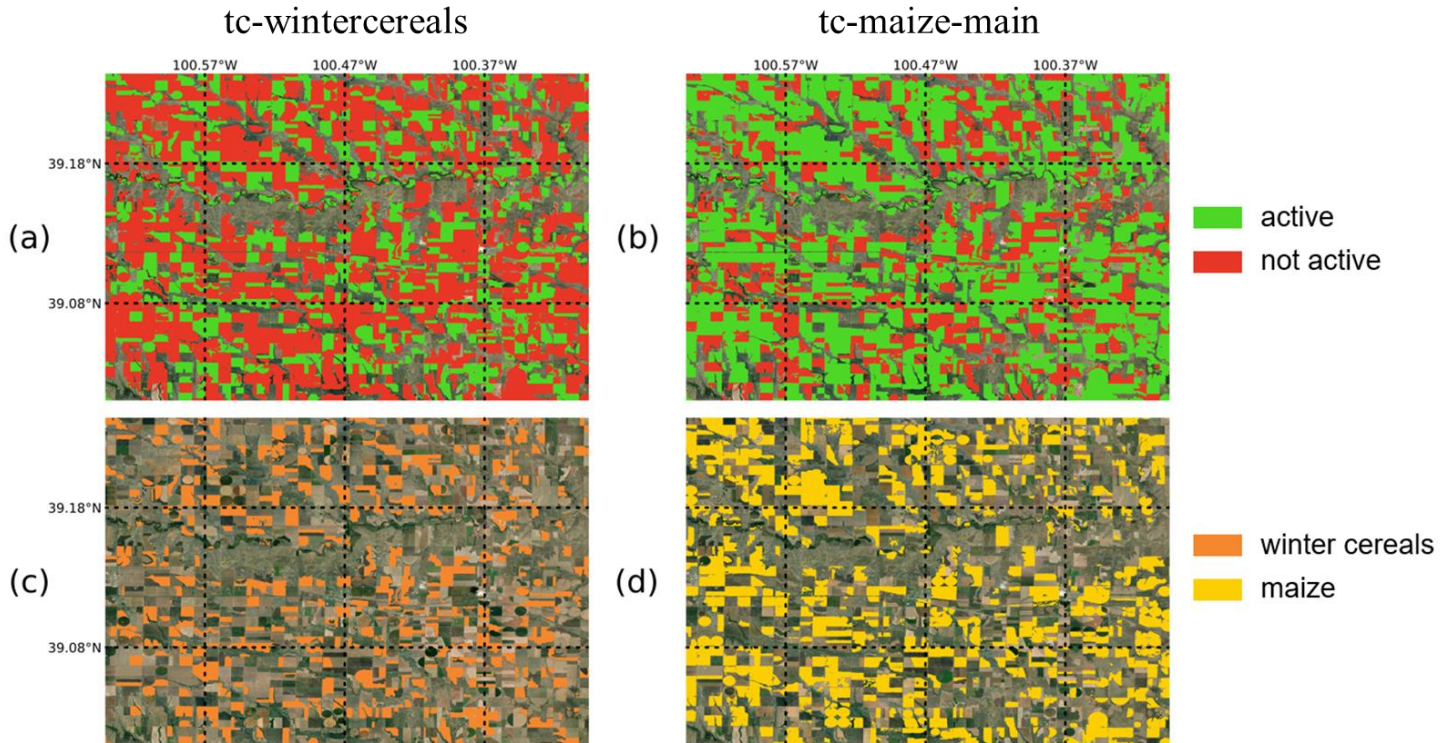 tc-wintercereals
tc-maize-main
100.57°W 100.47°W 100.37°W
100.57°W 100.47°W 100.37°W
39.18°N
(a)
39.08°N
(b)
active
not active
39.18°N
(c)
39.08°N
(d)
winter cereals
maize